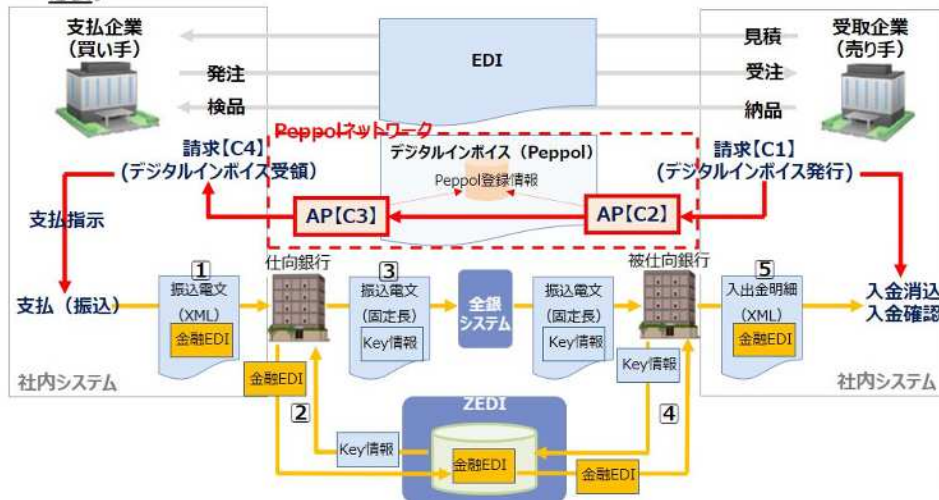 支払企業
(買い手)
受取企業
(売り手)
EDI
見積
発注
受注
検品
納品
Peppolネットワーク
請求【C4】
(デジタルインボイス受領)
デジタルインボイス（Peppol）
Peppol登録情報
請求【C1】
(デジタルインボイス発行)
AP【C3】
AP【C2】
支払指示
支払（振込）
1
振込電文
(XML)
金融EDI
仕向銀行
3
振込電文
(固定長)
Key情報
全銀
システム
振込電文
(固定長)
Key情報
被仕向銀行
5
入出金明細
(XML)
金融EDI
入金消込
入金確認
社内システム
金融EDI
2
Key情報
ZEDI
金融EDI
Key情報
4
金融EDI
社内システム